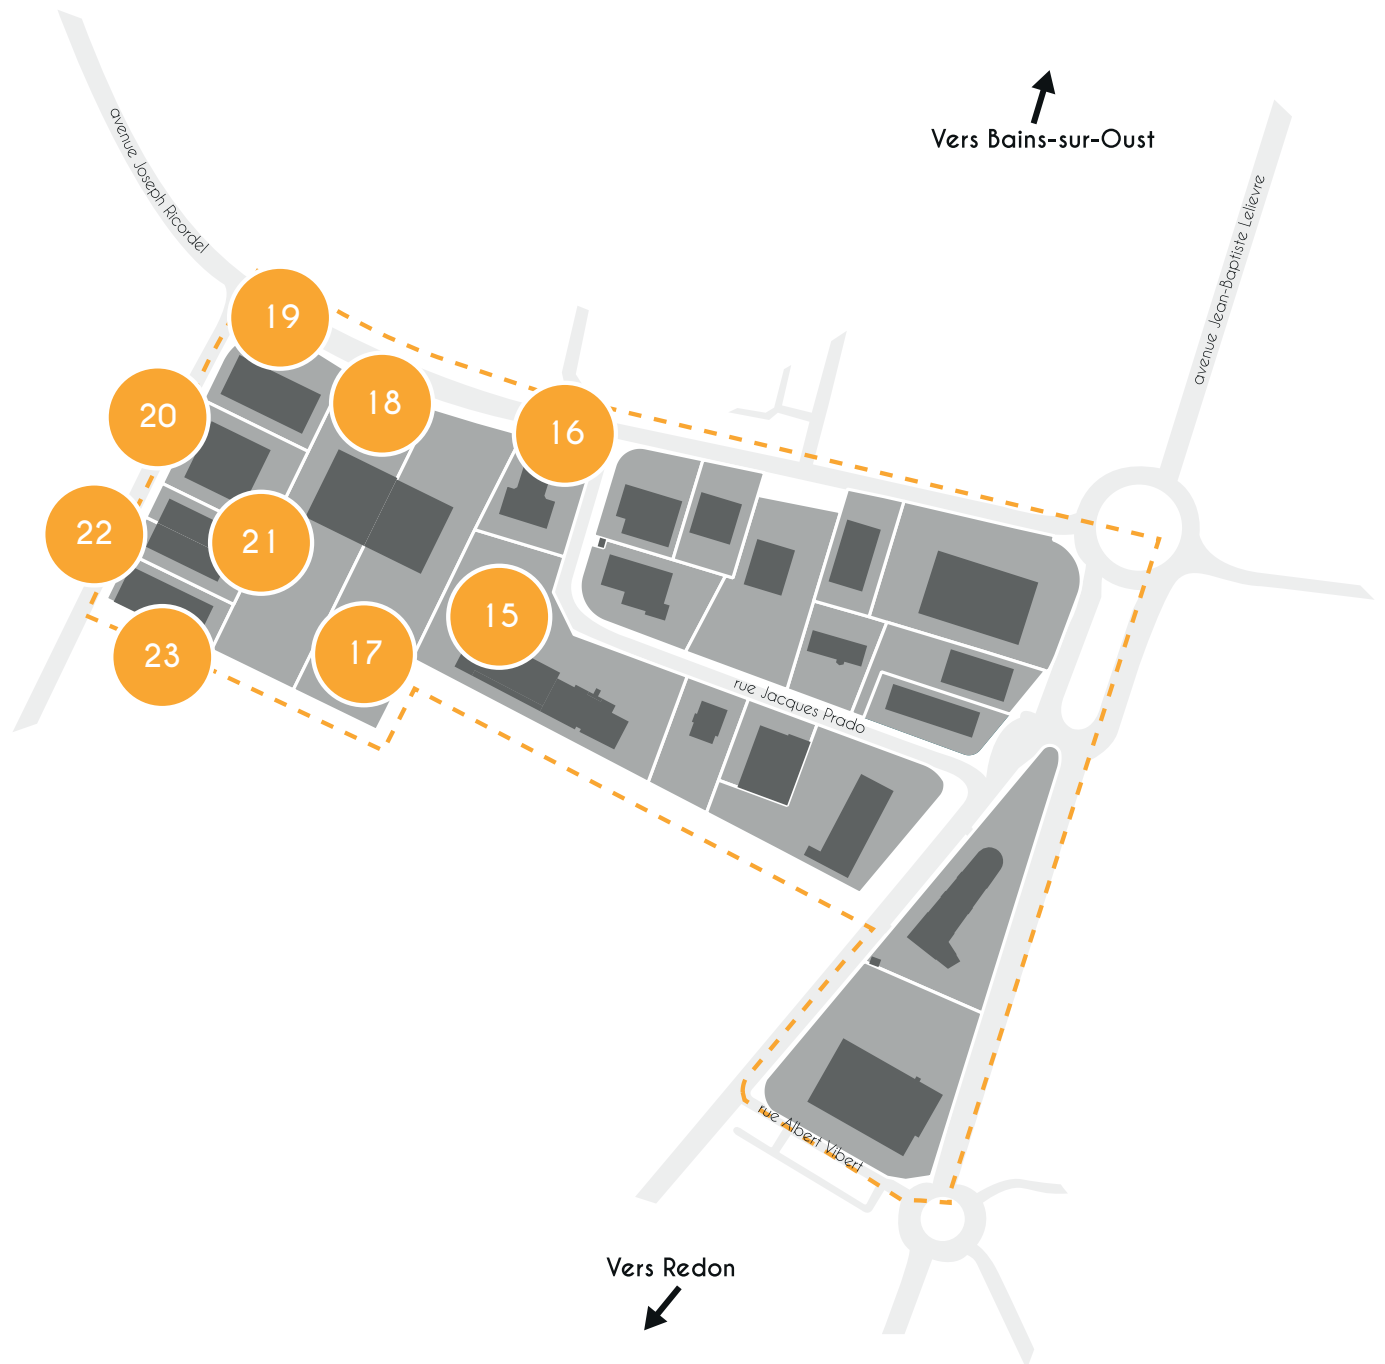 Vers Bains-sur-Oust
avenue Joseph Ricordel
avenue Jean-Baptiste Lelievre
19
18
20
16
22
21
15
17
23
rue Jacques Prado
rue Albert Vibert
Vers Redon